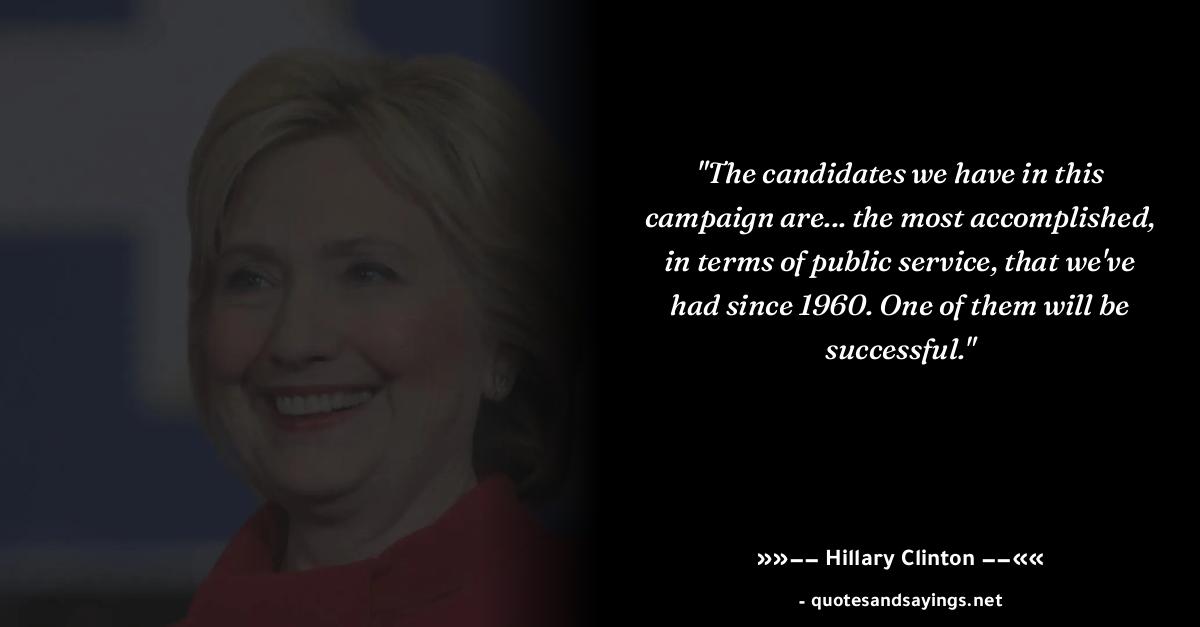 "The candidates we have in this
campaign are... the most accomplished,
in terms of public service, that we've
had since 1960. One of them will be
successful."
»»–– Hillary Clinton ––««
- quotesandsayings.net